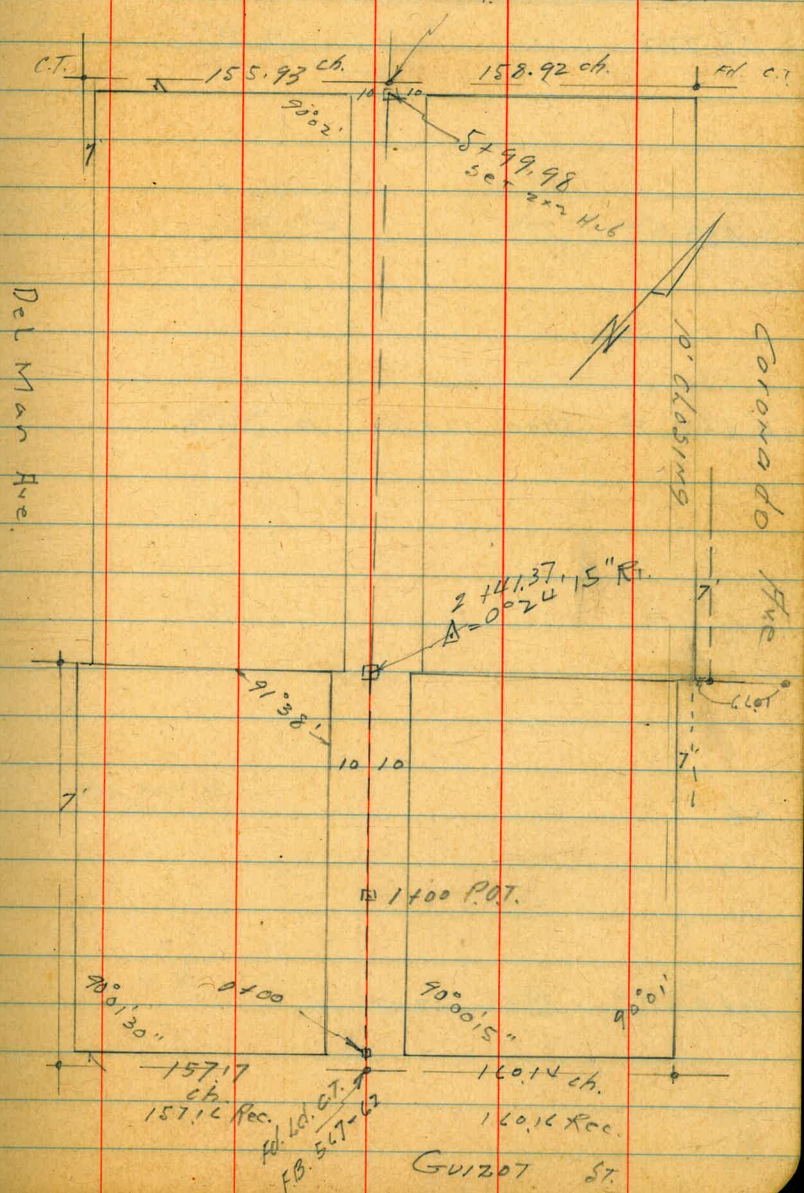 C.T.
155.93 ch.
158.92 ch.
Fd. C.T.
10 10
90°02'
7'
5+99.98
Set 2x2 Hub
N
Del Mar Ave.
Coronado Ave
10' Closing
2+41.37
Δ=0°24'15" Rt.
7'
91°38'
10 10
7'
7'
1+00 P.O.T.
90°01'30"
0+00
90°00'15"
90°01'
157.17
ch.
157.16 Rec.
160.14 ch.
160.16 Rec.
Fd. Ld. C.T.
F.B. 567-62
Guizot St.